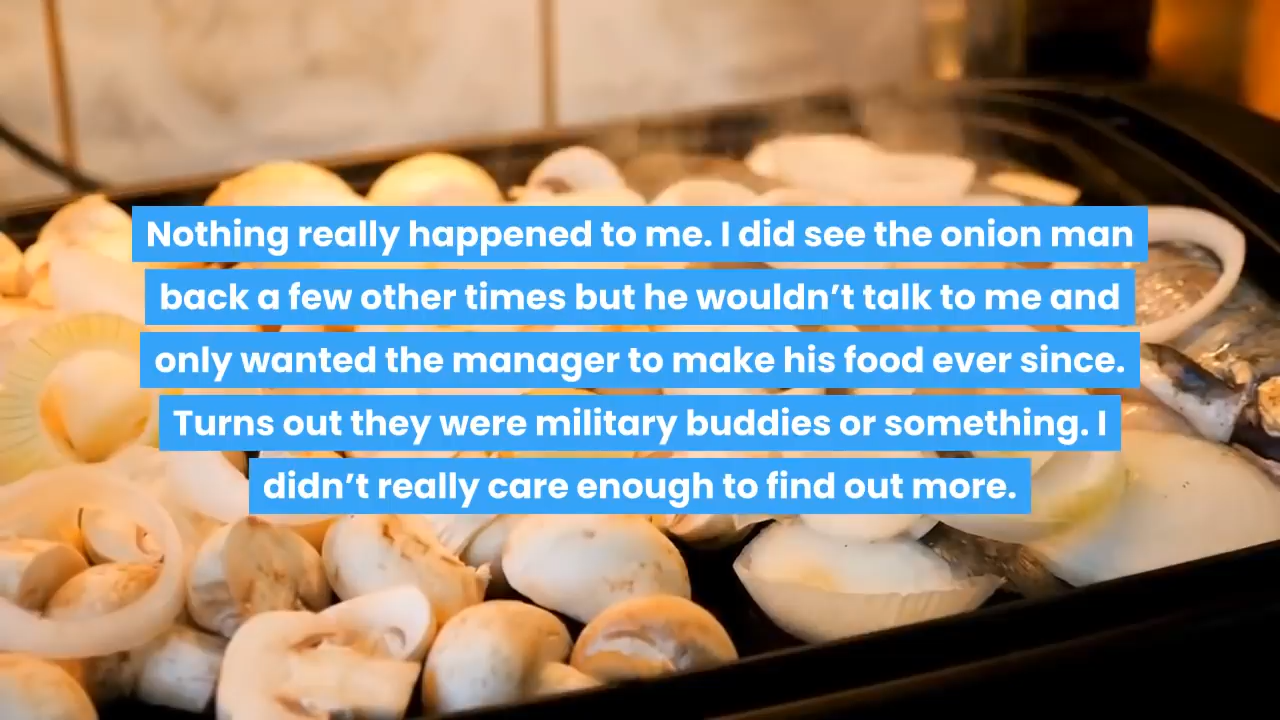 Nothing really happened to me. I did see the onion man
back a few other times but he wouldn’t talk to me and
only wanted the manager to make his food ever since.
Turns out they were military buddies or something. I
didn’t really care enough to find out more.